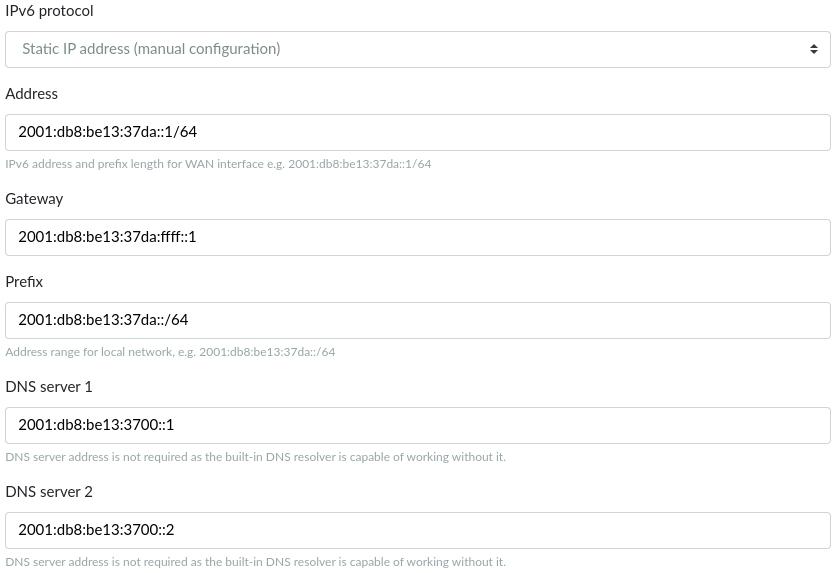 IPv6 protocol
Static IP address (manual configuration)
Address
2001:db8:be13:37da::1/64
IPv6 address and prefix length for WAN interface e.g. 2001:db8:be13:37da::1/64
Gateway
2001:db8:be13:37da:ffff::1
Prefix
2001:db8:be13:37da::/64
Address range for local network, e.g. 2001:db8:be13:37da::/64
DNS server 1
2001:db8:be13:3700::1
DNS server address is not required as the built-in DNS resolver is capable of working without it.
DNS server 2
2001:db8:be13:3700::2
DNS server address is not required as the built-in DNS resolver is capable of working without it.